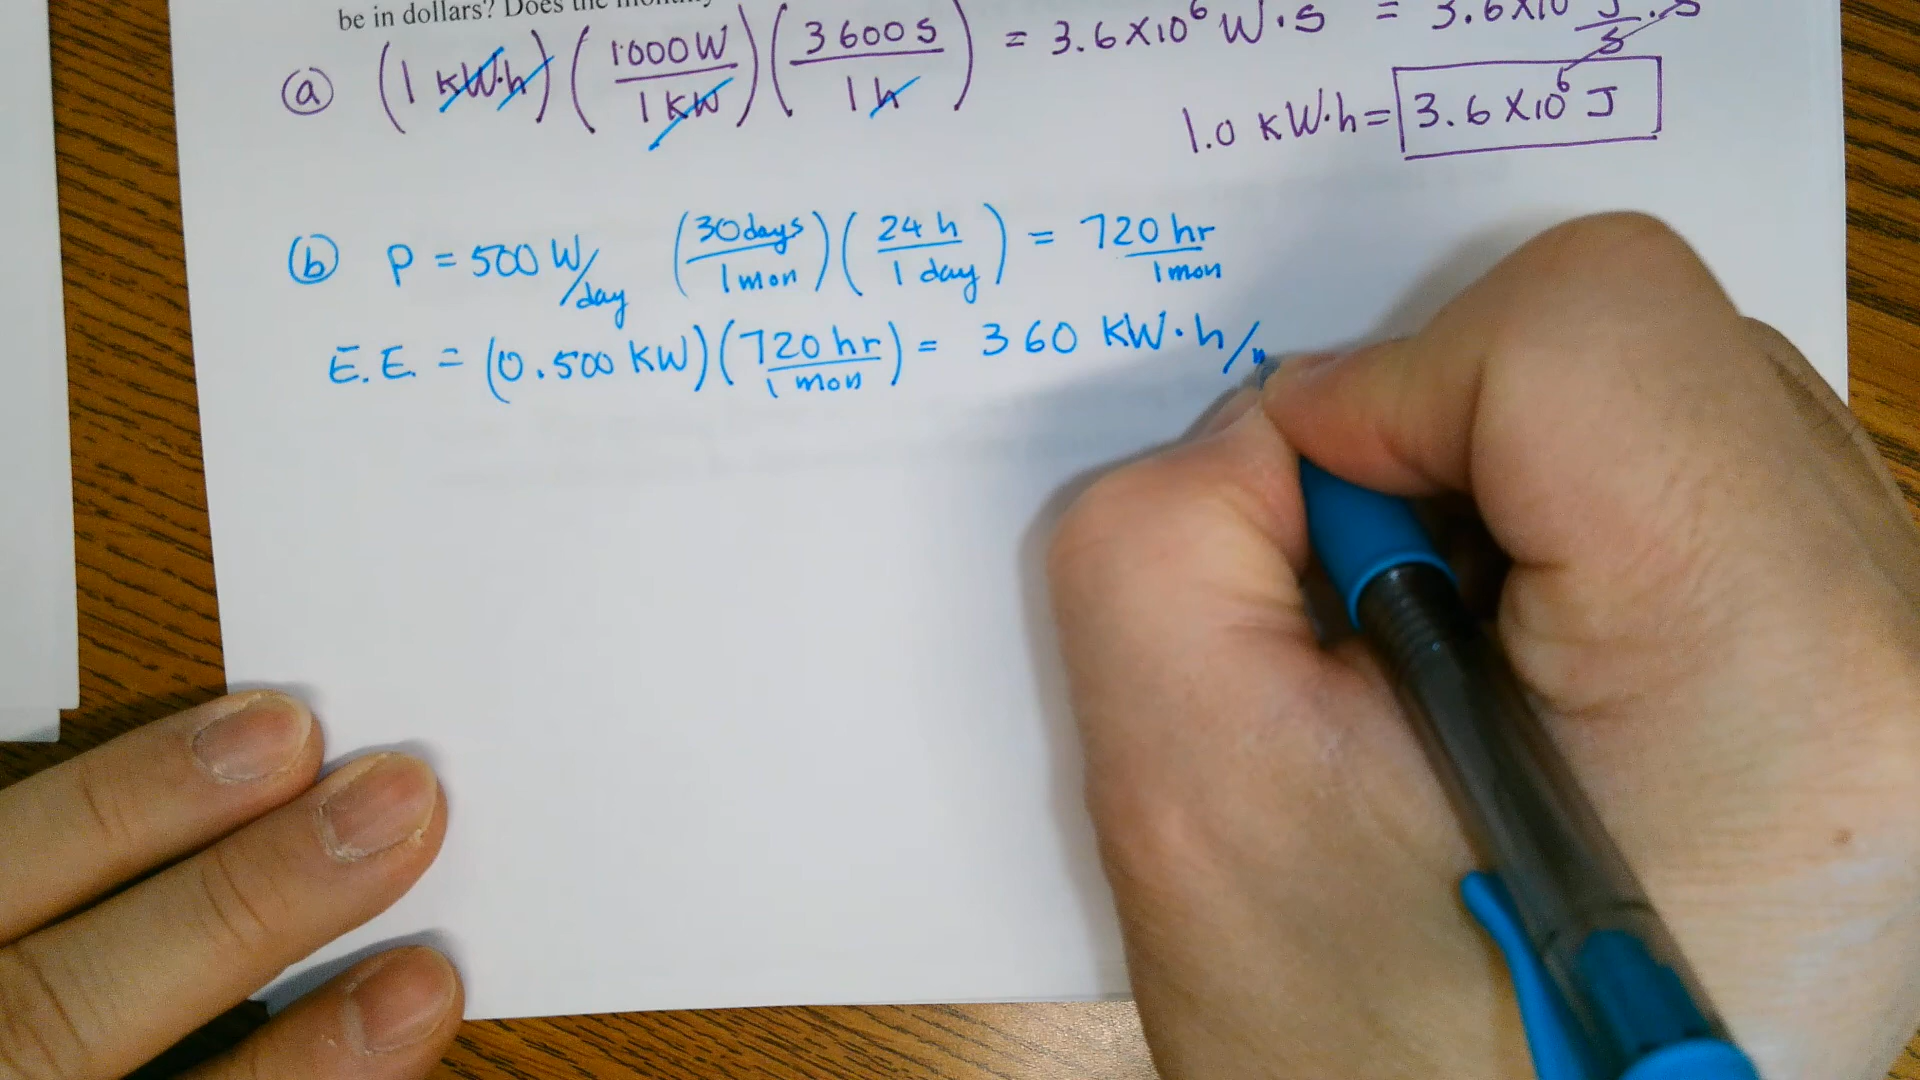 be in dollars? Does the
(a) (1 kW·h) (1000W / 1 kW) (3600 s / 1 h) = 3.6×10⁶ W·s = 3.6×10 J/s · s
1.0 kW·h = 3.6×10⁶ J
(b) P = 500 W/day (30 days / 1 mon) (24 h / 1 day) = 720 hr / 1 mon
E.E. = (0.500 kW) (720 hr / 1 mon) = 360 kW·h/